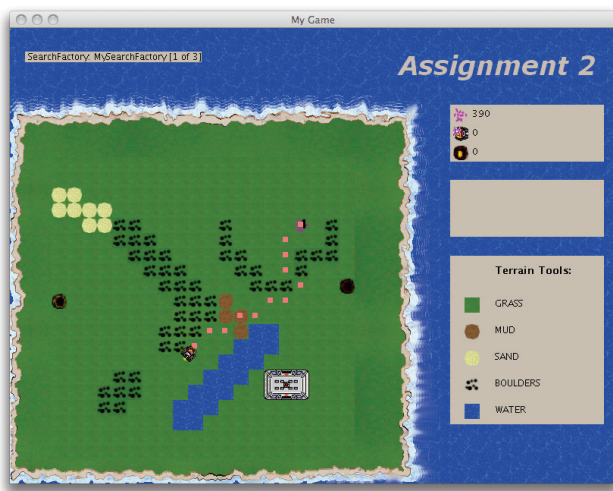 My Game
SearchFactory: MySearchFactory [1 of 3]
Assignment 2
390
0
0
Terrain Tools:
GRASS
MUD
SAND
BOULDERS
WATER